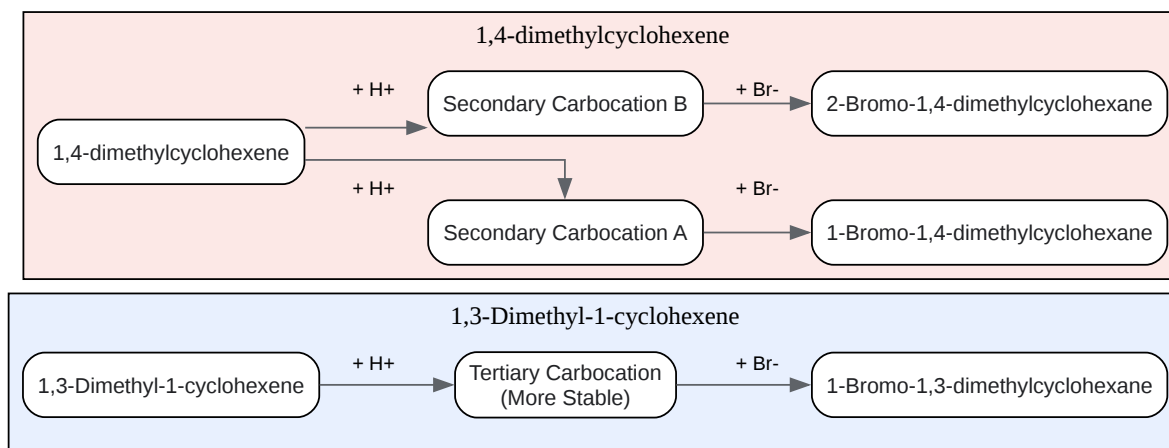 1,4-dimethylcyclohexene
+ H+
+ Br-
Secondary Carbocation B
2-Bromo-1,4-dimethylcyclohexane
1,4-dimethylcyclohexene
+ H+
+ Br-
Secondary Carbocation A
1-Bromo-1,4-dimethylcyclohexane
1,3-Dimethyl-1-cyclohexene
+ H+
+ Br-
1,3-Dimethyl-1-cyclohexene
Tertiary Carbocation
(More Stable)
1-Bromo-1,3-dimethylcyclohexane